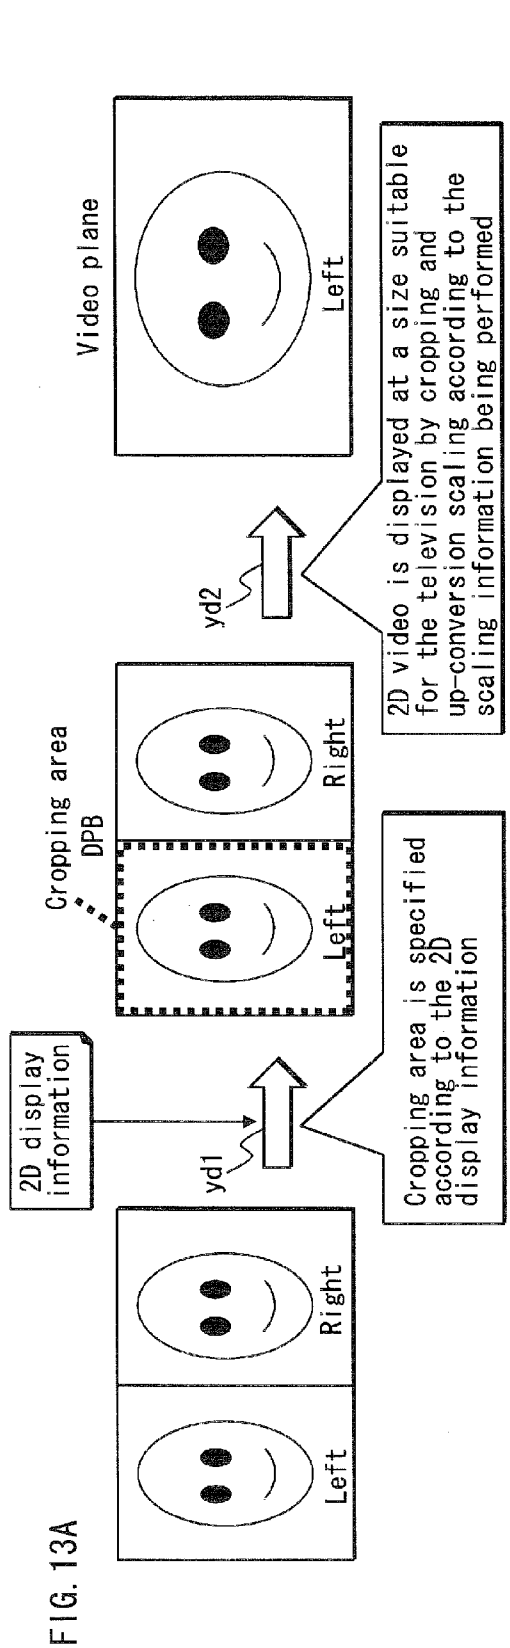 FIG. 13A
Left
Right
2D display
information
yd1
Cropping area is specified
according to the 2D
display information
Cropping area
DPB
Left
Right
yd2
2D video is displayed at a size suitable
for the television by cropping and
up-conversion scaling according to the
scaling information being performed
Video plane
Left